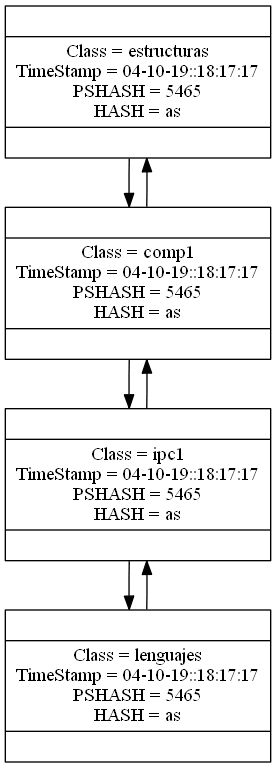 Class = estructuras
TimeStamp = 04-10-19::18:17:17
PSHASH = 5465
HASH = as
Class = comp1
TimeStamp = 04-10-19::18:17:17
PSHASH = 5465
HASH = as
Class = ipc1
TimeStamp = 04-10-19::18:17:17
PSHASH = 5465
HASH = as
Class = lenguajes
TimeStamp = 04-10-19::18:17:17
PSHASH = 5465
HASH = as